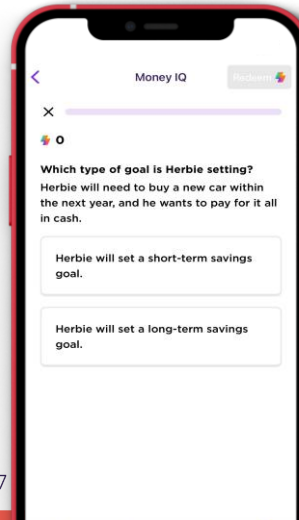 Money IQ
Redeem
0
Which type of goal is Herbie setting?
Herbie will need to buy a new car within
the next year, and he wants to pay for it all
in cash.
Herbie will set a short-term savings
goal.
Herbie will set a long-term savings
goal.
7